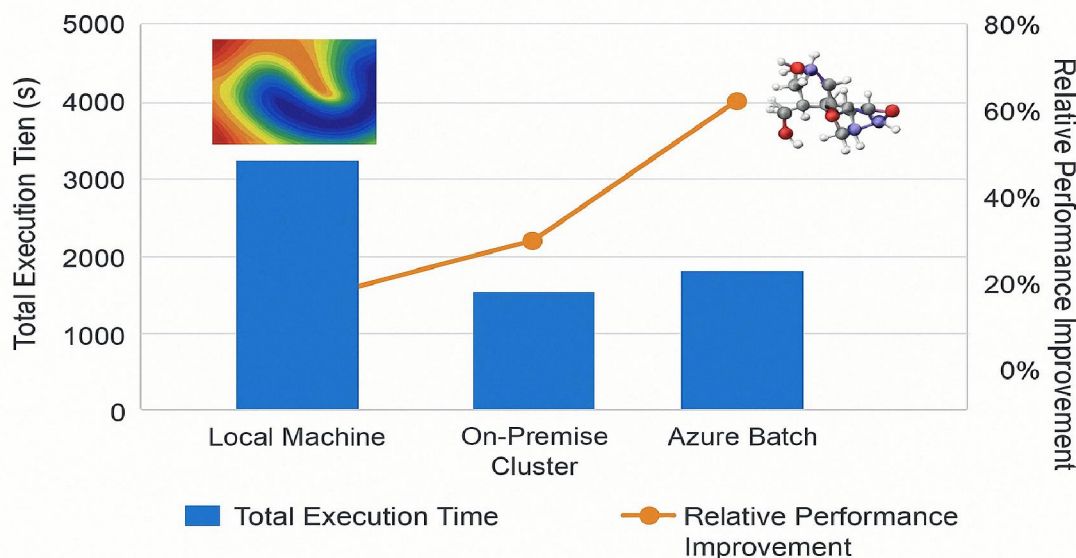 5000
4000
3000
2000
1000
0
Total Execution Tien (s)
80%
60%
40%
20%
0%
Relative Performance Improvement
Local Machine
On-Premise
Cluster
Azure Batch
Total Execution Time
Relative Performance
Improvement